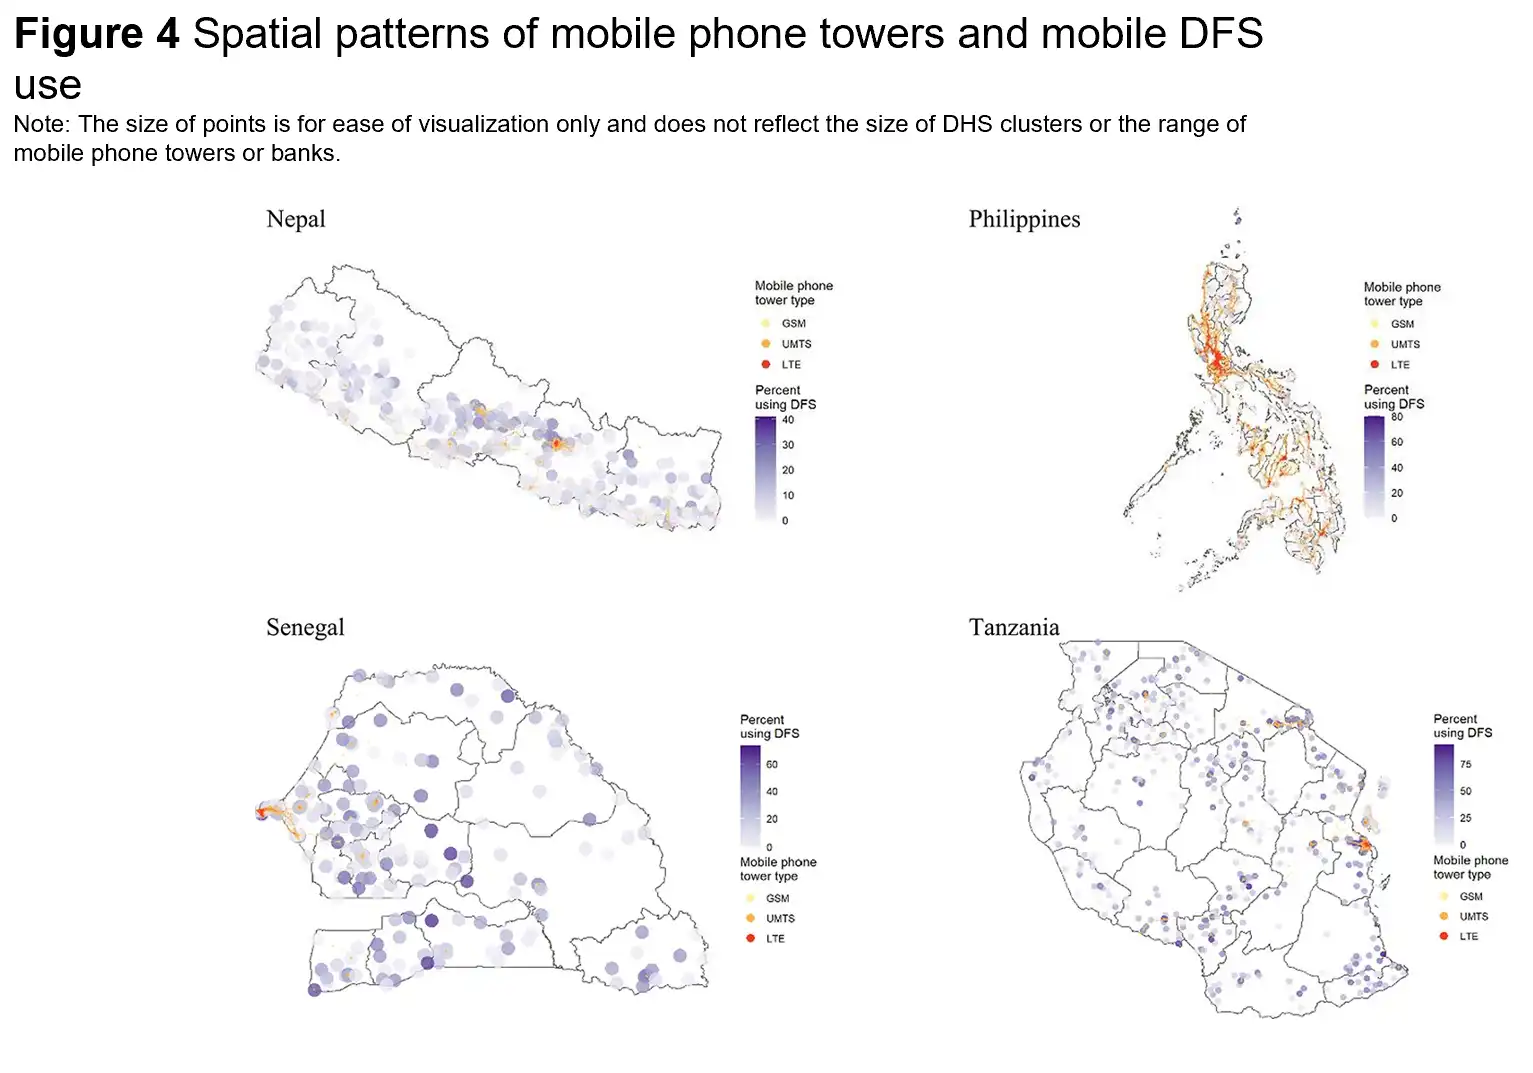 Figure 4 Spatial patterns of mobile phone towers and mobile DFS
use
Note: The size of points is for ease of visualization only and does not reflect the size of DHS clusters or the range of
mobile phone towers or banks.
Nepal
Mobile phone
tower type
GSM
UMTS
LTE
Percent
using DFS
40
30
20
10
0
Philippines
Mobile phone
tower type
GSM
UMTS
LTE
Percent
using DFS
80
60
40
20
0
Senegal
Percent
using DFS
60
40
20
0
Mobile phone
tower type
GSM
UMTS
LTE
Tanzania
Percent
using DFS
75
50
25
0
Mobile phone
tower type
GSM
UMTS
LTE